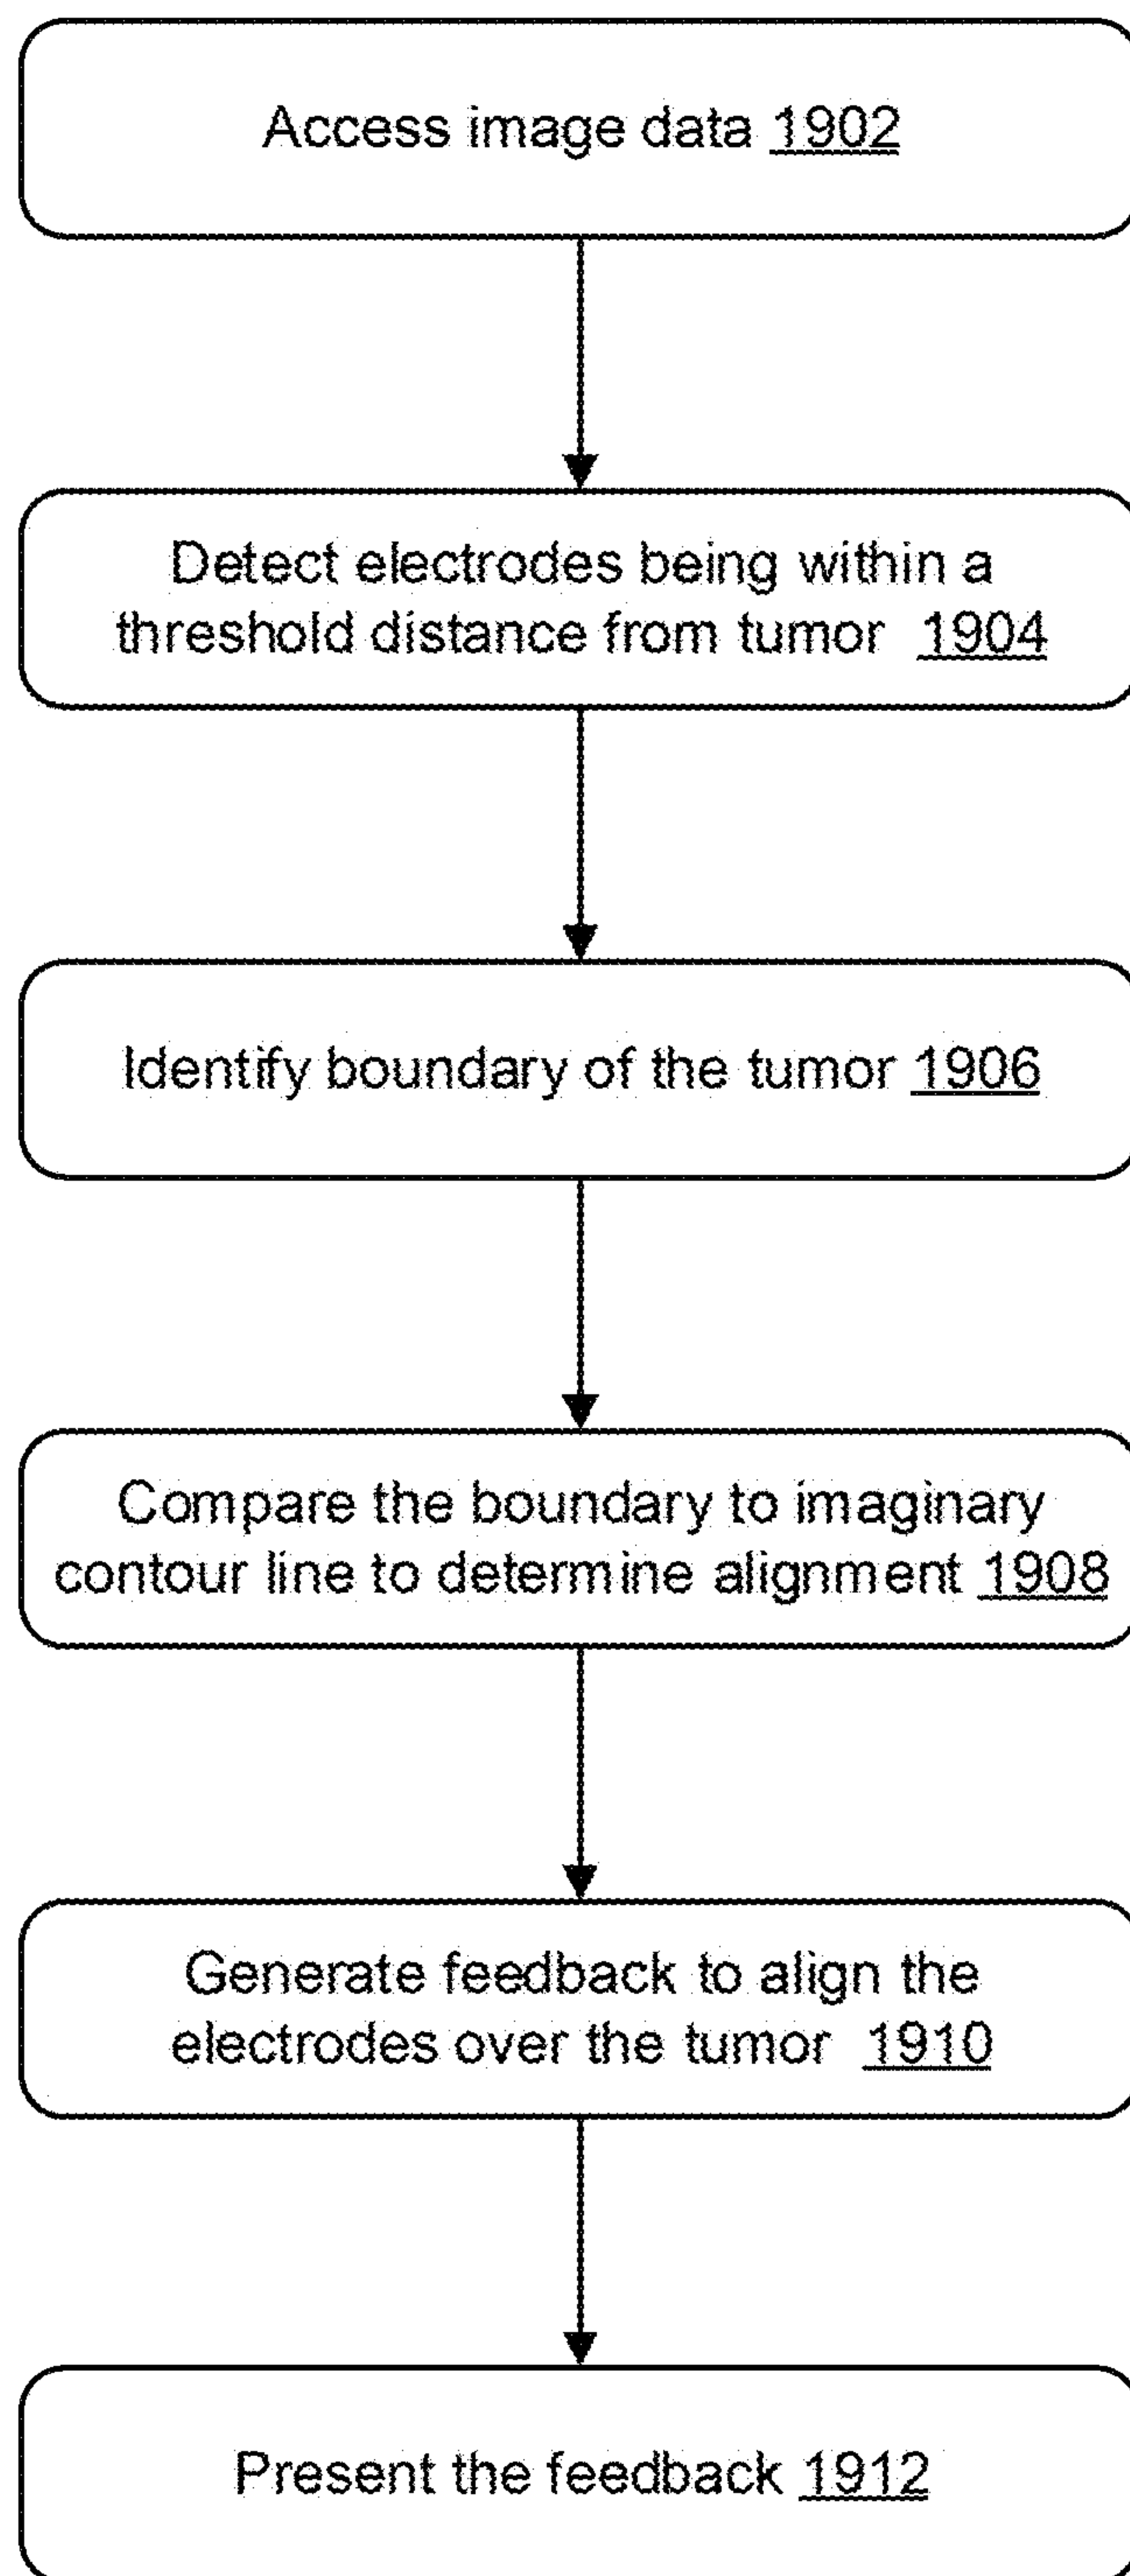 Access image data 1902
Detect electrodes being within a
threshold distance from tumor 1904
Identify boundary of the tumor 1906
Compare the boundary to imaginary
contour line to determine alignment 1908
Generate feedback to align the
electrodes over the tumor 1910
Present the feedback 1912